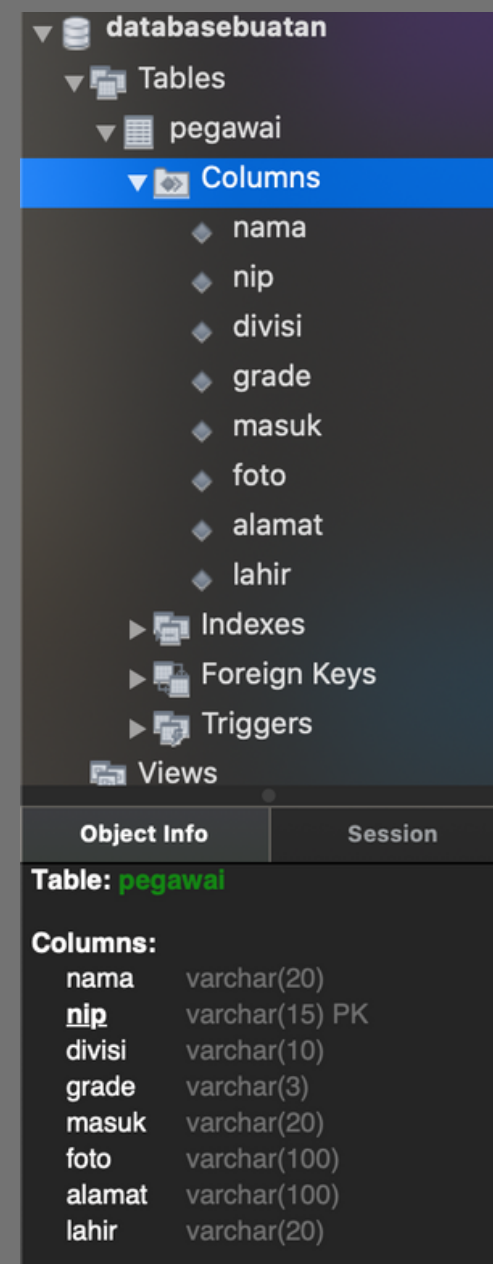 databasebuatan
Tables
pegawai
Columns
nama
nip
divisi
grade
masuk
foto
alamat
lahir
Indexes
Foreign Keys
Triggers
Views
Object Info Session
Table: pegawai
Columns:
nama varchar(20)
nip varchar(15) PK
divisi varchar(10)
grade varchar(3)
masuk varchar(20)
foto varchar(100)
alamat varchar(100)
lahir varchar(20)